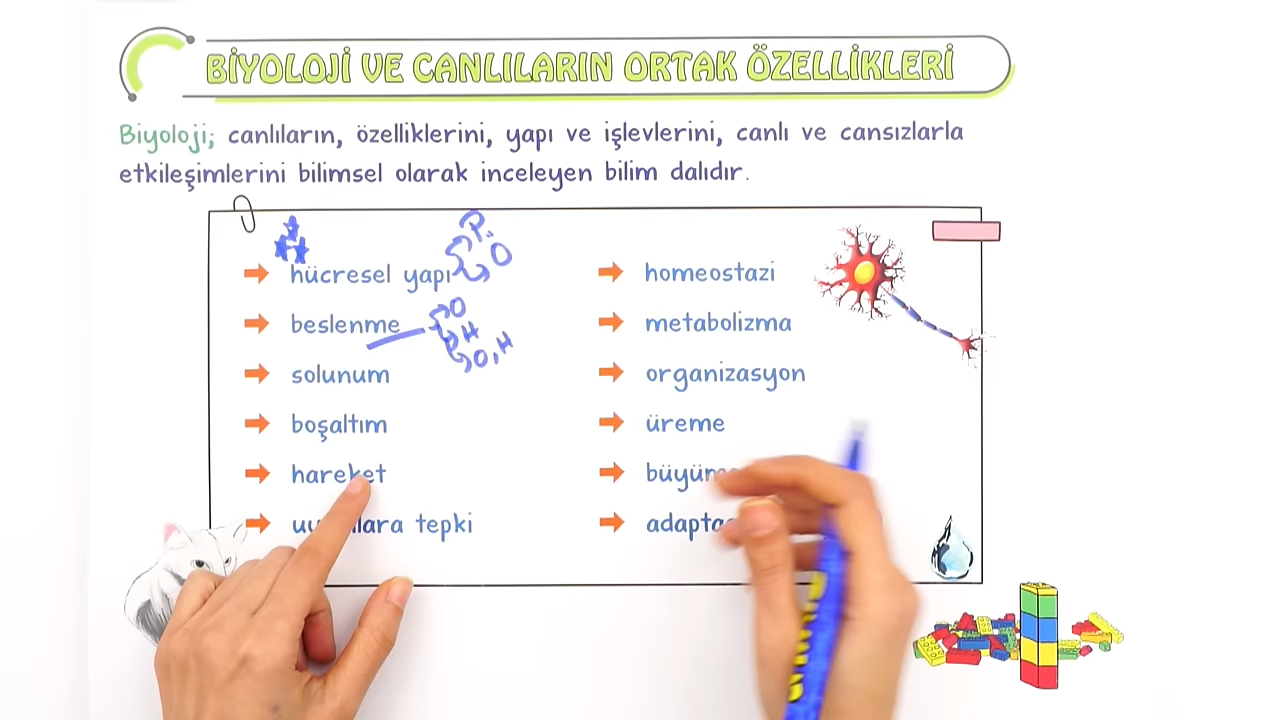 BİYOLOJİ VE CANLILARIN ORTAK ÖZELLİKLERİ
Biyoloji; canlıların, özelliklerini, yapı ve işlevlerini, canlı ve cansızlarla
etkileşimlerini bilimsel olarak inceleyen bilim dalıdır.
hücresel yapı
P.
Ö
beslenme
O
H
O, H
solunum
boşaltım
hareket
tepki
homeostazi
metabolizma
organizasyon
üreme